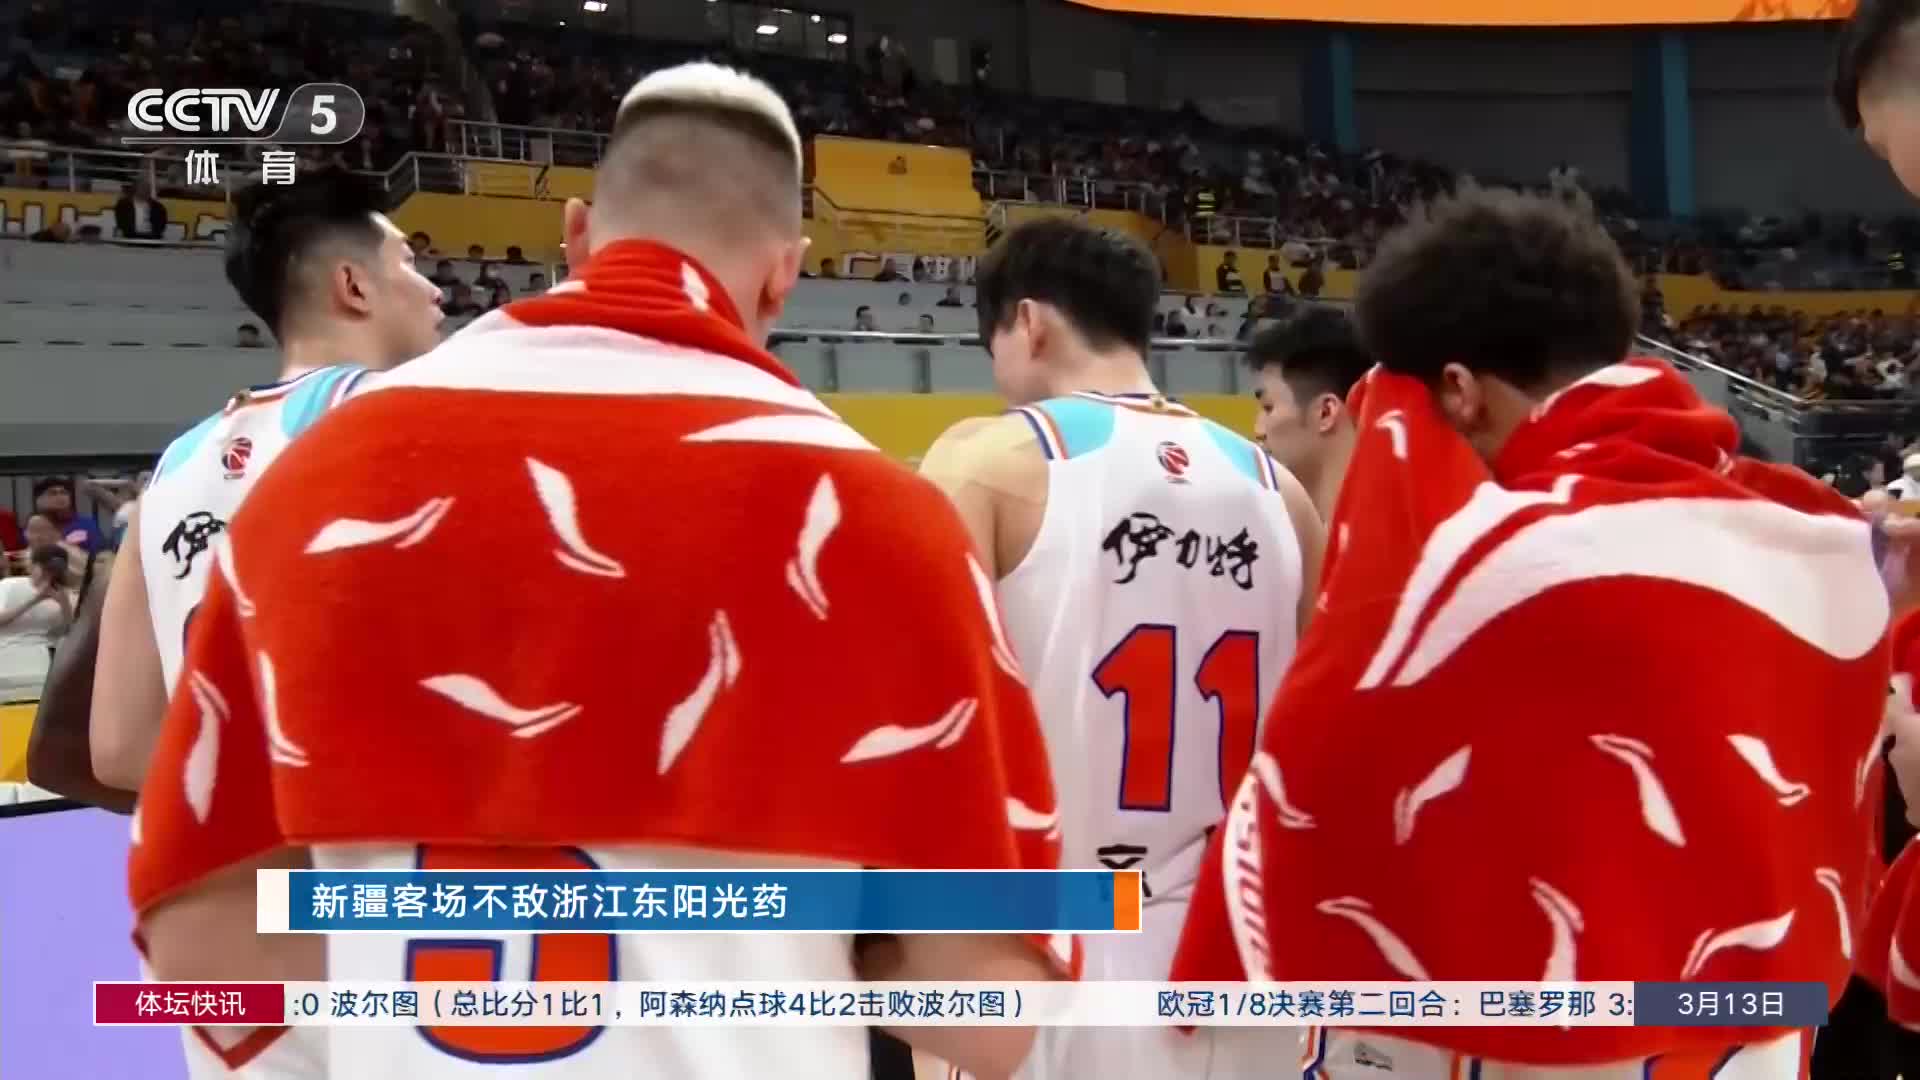 CCTV 5
体育
伊力特
11
新疆客场不敌浙江东阳光药
体坛快讯 :0 波尔图（总比分1比1，阿森纳点球4比2击败波尔图） 欧冠1/8决赛第二回合：巴塞罗那 3: 3月13日